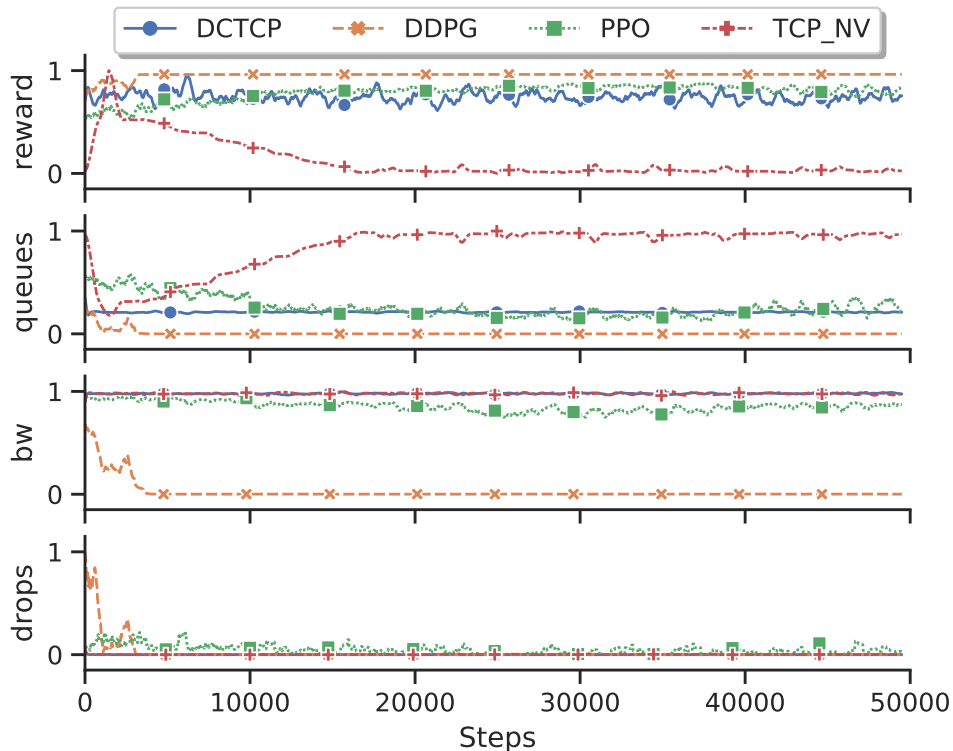 DCTCP DDPG PPO TCP_NV
reward
1
0
queues
1
0
bw
1
0
drops
1
0
0 10000 20000 30000 40000 50000
Steps